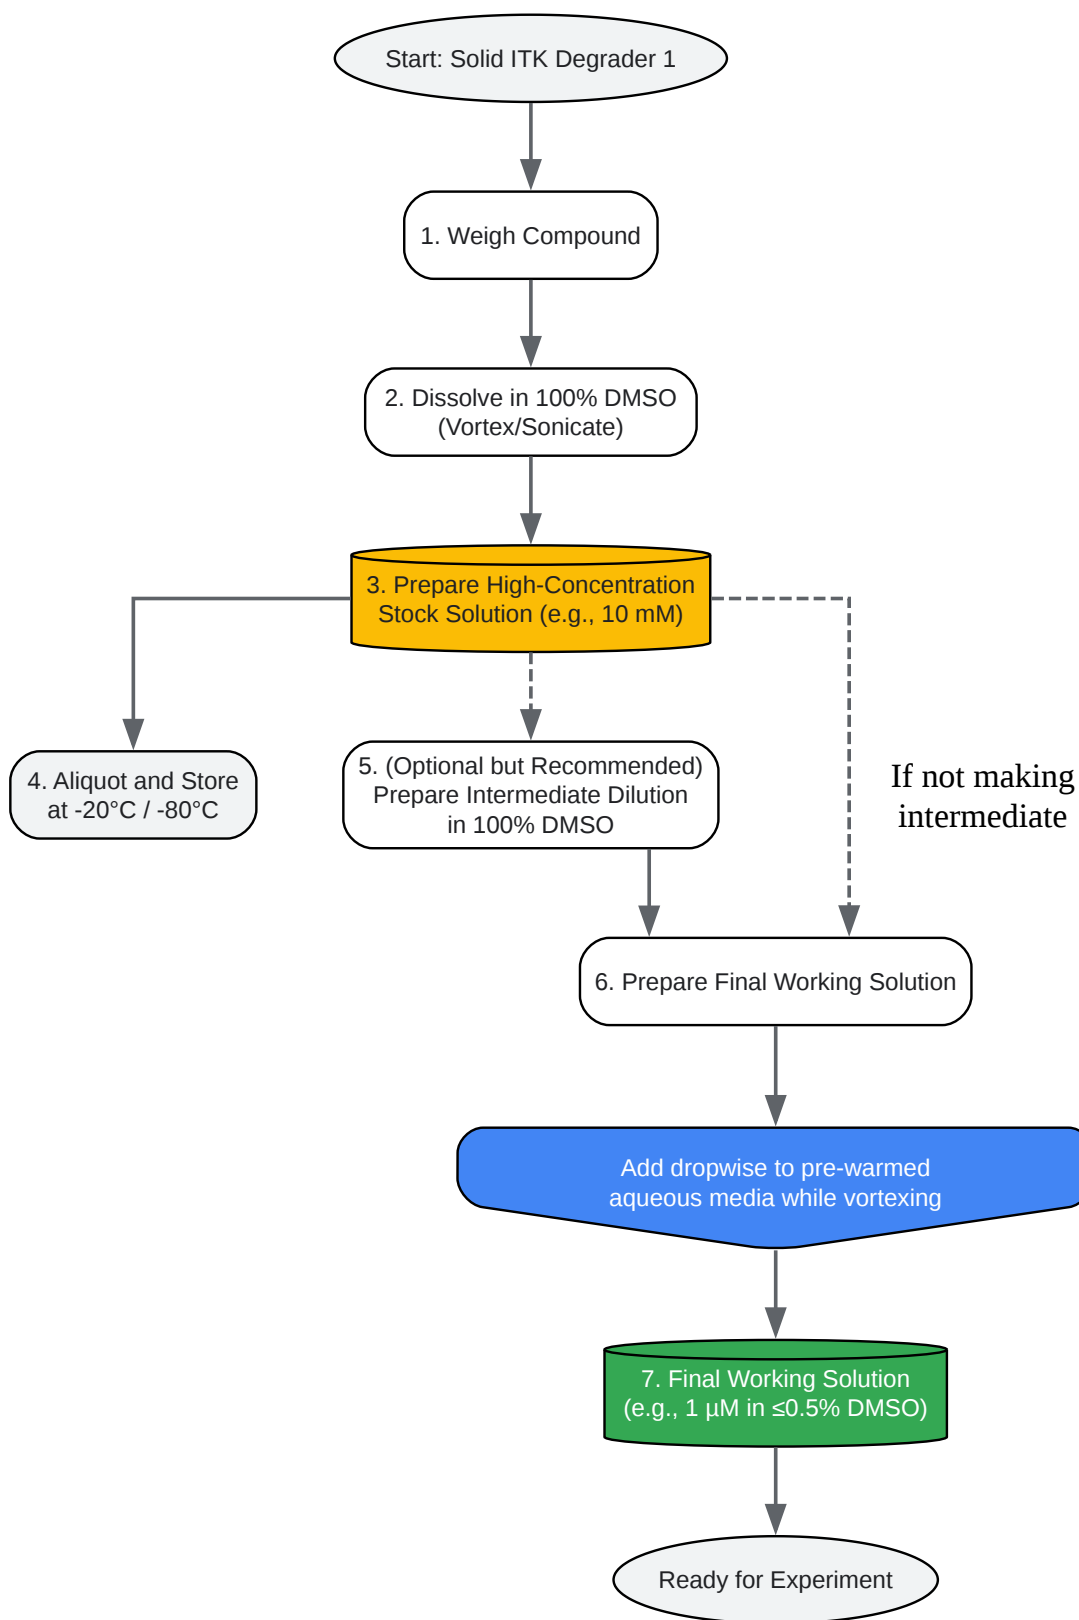 Start: Solid ITK Degrader 1
1. Weigh Compound
2. Dissolve in 100% DMSO
(Vortex/Sonicate)
3. Prepare High-Concentration
Stock Solution (e.g., 10 mM)
4. Aliquot and Store
at -20°C / -80°C
5. (Optional but Recommended)
Prepare Intermediate Dilution
in 100% DMSO
If not making
intermediate
6. Prepare Final Working Solution
Add dropwise to pre-warmed
aqueous media while vortexing
7. Final Working Solution
(e.g., 1 µM in ≤0.5% DMSO)
Ready for Experiment